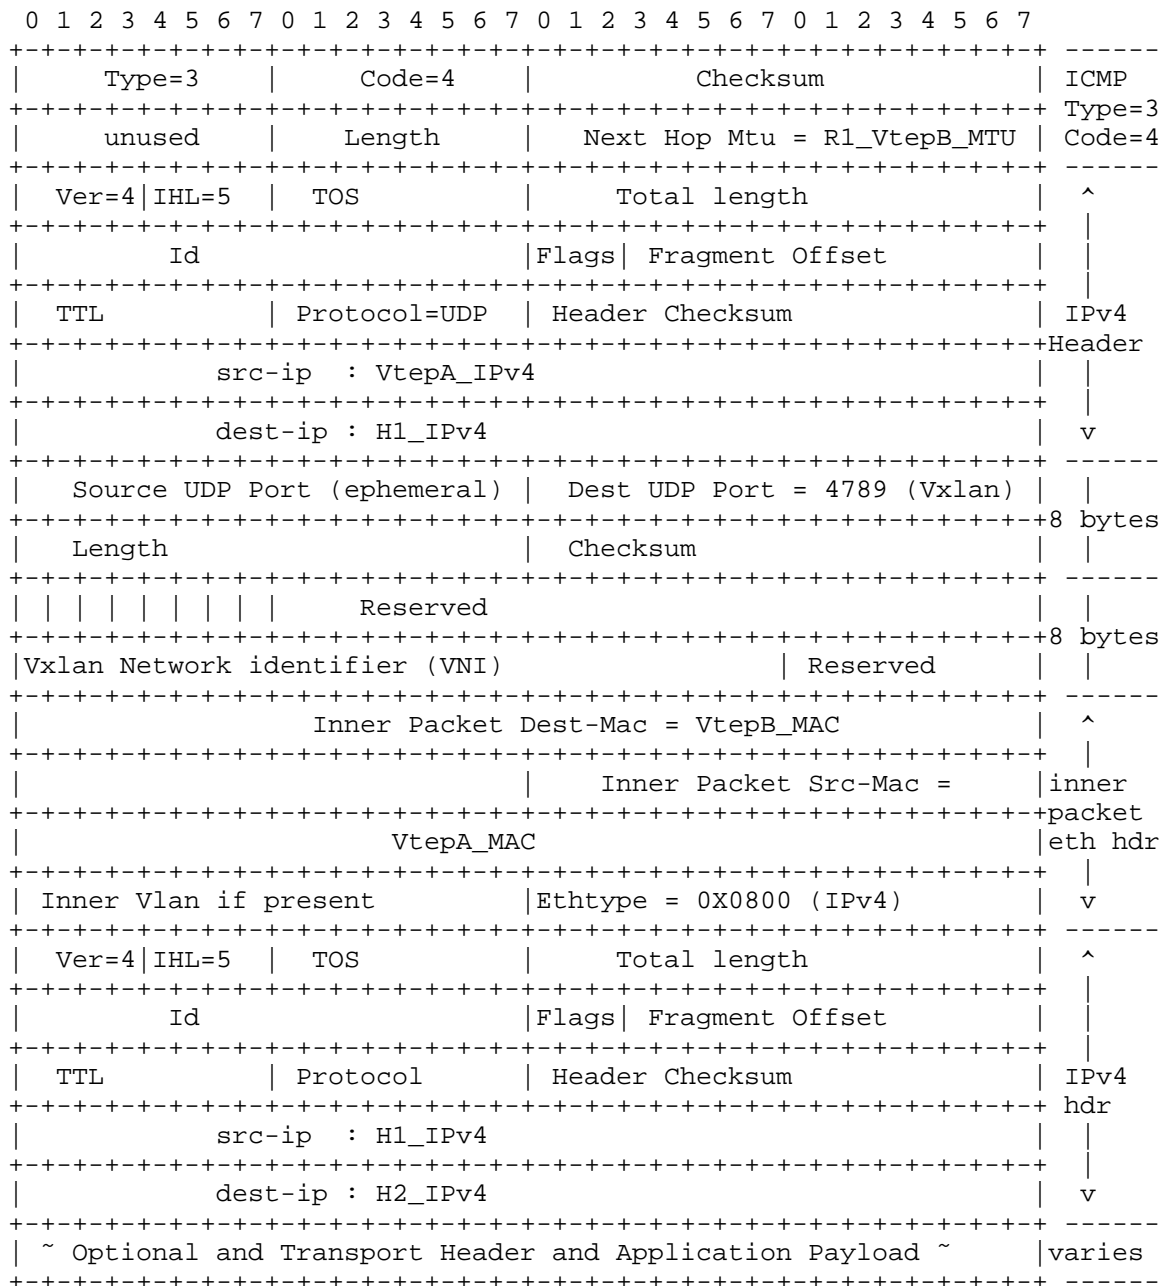 0 1 2 3 4 5 6 7 0 1 2 3 4 5 6 7 0 1 2 3 4 5 6 7 0 1 2 3 4 5 6 7
+-+-+-+-+-+-+-+-+-+-+-+-+-+-+-+-+-+-+-+-+-+-+-+-+-+-+-+-+-+-+-+-+ ------
|     Type=3    |     Code=4    |          Checksum             | ICMP
+-+-+-+-+-+-+-+-+-+-+-+-+-+-+-+-+-+-+-+-+-+-+-+-+-+-+-+-+-+-+-+-+ Type=3
|     unused    |    Length     |   Next Hop Mtu = R1_VtepB_MTU | Code=4
+-+-+-+-+-+-+-+-+-+-+-+-+-+-+-+-+-+-+-+-+-+-+-+-+-+-+-+-+-+-+-+-+ ------
|  Ver=4|IHL=5  |  TOS          |     Total length              |  ^
+-+-+-+-+-+-+-+-+-+-+-+-+-+-+-+-+-+-+-+-+-+-+-+-+-+-+-+-+-+-+-+-+  |
|         Id                    |Flags| Fragment Offset         |  |
+-+-+-+-+-+-+-+-+-+-+-+-+-+-+-+-+-+-+-+-+-+-+-+-+-+-+-+-+-+-+-+-+  |
|  TTL          | Protocol=UDP  | Header Checksum               | IPv4
+-+-+-+-+-+-+-+-+-+-+-+-+-+-+-+-+-+-+-+-+-+-+-+-+-+-+-+-+-+-+-+-+Header
|            src-ip  : VtepA_IPv4                               |  |
+-+-+-+-+-+-+-+-+-+-+-+-+-+-+-+-+-+-+-+-+-+-+-+-+-+-+-+-+-+-+-+-+  |
|            dest-ip : H1_IPv4                                  |  v
+-+-+-+-+-+-+-+-+-+-+-+-+-+-+-+-+-+-+-+-+-+-+-+-+-+-+-+-+-+-+-+-+ ------
|   Source UDP Port (ephemeral) |  Dest UDP Port = 4789 (Vxlan) |  |
+-+-+-+-+-+-+-+-+-+-+-+-+-+-+-+-+-+-+-+-+-+-+-+-+-+-+-+-+-+-+-+-+8 bytes
|   Length                      |  Checksum                     |  |
+-+-+-+-+-+-+-+-+-+-+-+-+-+-+-+-+-+-+-+-+-+-+-+-+-+-+-+-+-+-+-+-+ ------
| | | | | | | | |     Reserved                                  |  |
+-+-+-+-+-+-+-+-+-+-+-+-+-+-+-+-+-+-+-+-+-+-+-+-+-+-+-+-+-+-+-+-+8 bytes
|Vxlan Network identifier (VNI)                 | Reserved      |  |
+-+-+-+-+-+-+-+-+-+-+-+-+-+-+-+-+-+-+-+-+-+-+-+-+-+-+-+-+-+-+-+-+ ------
|                  Inner Packet Dest-Mac = VtepB_MAC            |  ^
+-+-+-+-+-+-+-+-+-+-+-+-+-+-+-+-+-+-+-+-+-+-+-+-+-+-+-+-+-+-+-+-+  |
|                               |    Inner Packet Src-Mac =     |inner
+-+-+-+-+-+-+-+-+-+-+-+-+-+-+-+-+-+-+-+-+-+-+-+-+-+-+-+-+-+-+-+-+packet
|                       VtepA_MAC                               |eth hdr
+-+-+-+-+-+-+-+-+-+-+-+-+-+-+-+-+-+-+-+-+-+-+-+-+-+-+-+-+-+-+-+-+  |
| Inner Vlan if present         |Ethtype = 0X0800 (IPv4)        |  v
+-+-+-+-+-+-+-+-+-+-+-+-+-+-+-+-+-+-+-+-+-+-+-+-+-+-+-+-+-+-+-+-+ ------
|  Ver=4|IHL=5  |  TOS          |     Total length              |  ^
+-+-+-+-+-+-+-+-+-+-+-+-+-+-+-+-+-+-+-+-+-+-+-+-+-+-+-+-+-+-+-+-+  |
|         Id                    |Flags| Fragment Offset         |  |
+-+-+-+-+-+-+-+-+-+-+-+-+-+-+-+-+-+-+-+-+-+-+-+-+-+-+-+-+-+-+-+-+  |
|  TTL          | Protocol      | Header Checksum               | IPv4
+-+-+-+-+-+-+-+-+-+-+-+-+-+-+-+-+-+-+-+-+-+-+-+-+-+-+-+-+-+-+-+-+ hdr
|            src-ip  : H1_IPv4                                  |  |
+-+-+-+-+-+-+-+-+-+-+-+-+-+-+-+-+-+-+-+-+-+-+-+-+-+-+-+-+-+-+-+-+  |
|            dest-ip : H2_IPv4                                  |  v
+-+-+-+-+-+-+-+-+-+-+-+-+-+-+-+-+-+-+-+-+-+-+-+-+-+-+-+-+-+-+-+-+ ------
| ~ Optional and Transport Header and Application Payload ~     |varies
+-+-+-+-+-+-+-+-+-+-+-+-+-+-+-+-+-+-+-+-+-+-+-+-+-+-+-+-+-+-+-+-+ ------